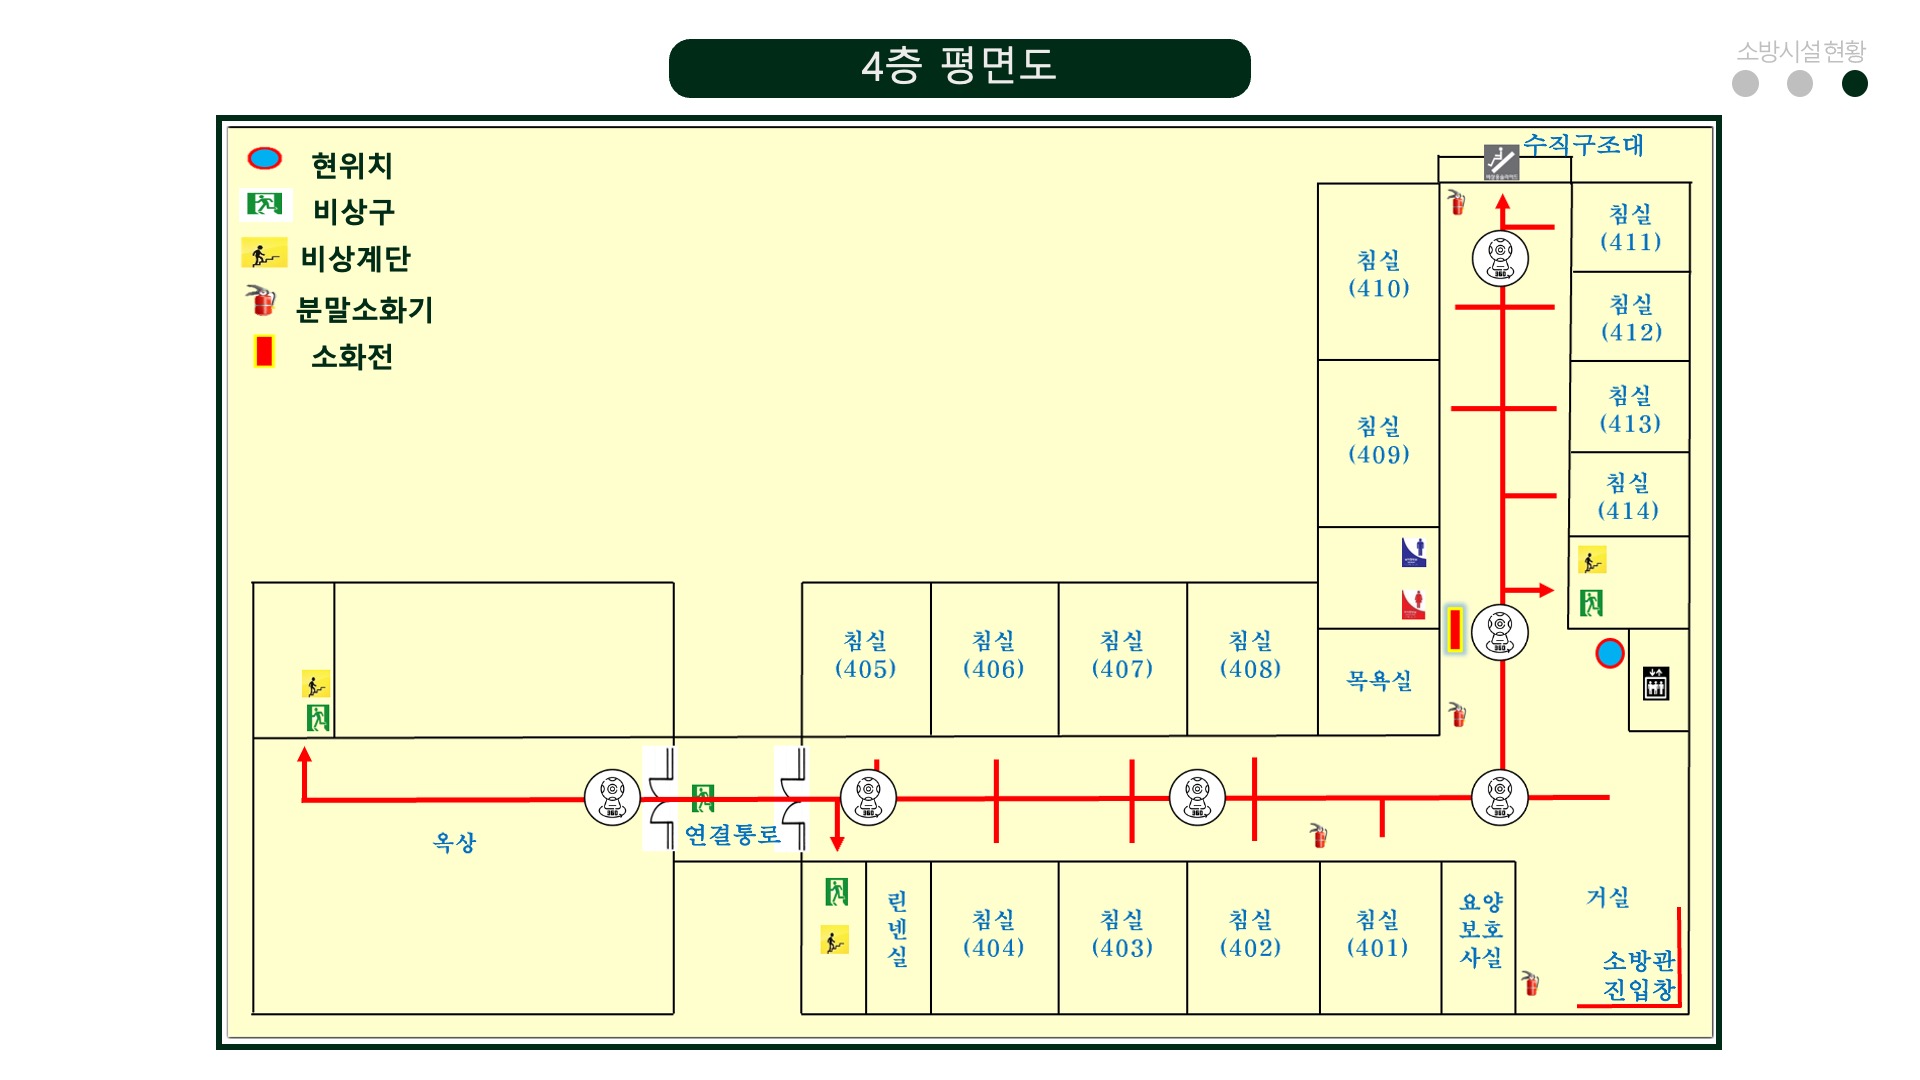 4층 평면도
소방시설현황
현위치
비상구
비상계단
분말소화기
소화전
수직구조대
침실
(410)
침실
(409)
침실
(411)
침실
(412)
침실
(413)
침실
(414)
침실
(405)
침실
(406)
침실
(407)
침실
(408)
목욕실
옥상
연결통로
린
넨
실
침실
(404)
침실
(403)
침실
(402)
침실
(401)
요양
보호
사실
거실
소방관
진입창